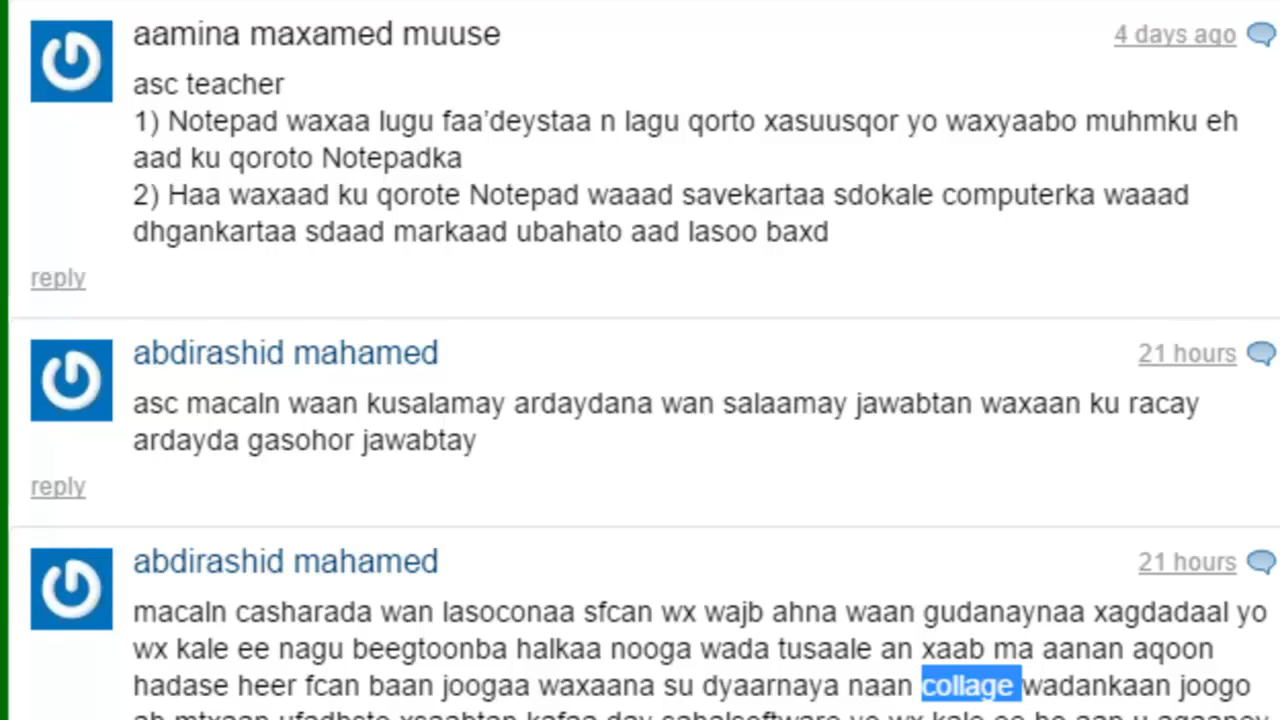 aamina maxamed muuse
4 days ago
asc teacher
1) Notepad waxaa lugu faa'deystaa n lagu qorto xasuusqor yo waxyaabo muhmku eh
aad ku qoroto Notepadka
2) Haa waxaad ku qorote Notepad waaad savekartaa sdokale computerka waaad
dhgankartaa sdaad markaad ubahato aad lasoo baxd
reply
abdirashid mahamed
21 hours
asc macaln waan kusalamay ardaydana wan salaamay jawabtan waxaan ku racay
ardayda gasohor jawabtay
reply
abdirashid mahamed
21 hours
macaln casharada wan lasoconaa sfcan wx wajb ahna waan gudanaynaa xagdadaal yo
wx kale ee nagu beegtoonba halkaa nooga wada tusaale an xaab ma aanan aqoon
hadase heer fcan baan joogaa waxaana su dyaarnaya naan collage wadankaan joogo